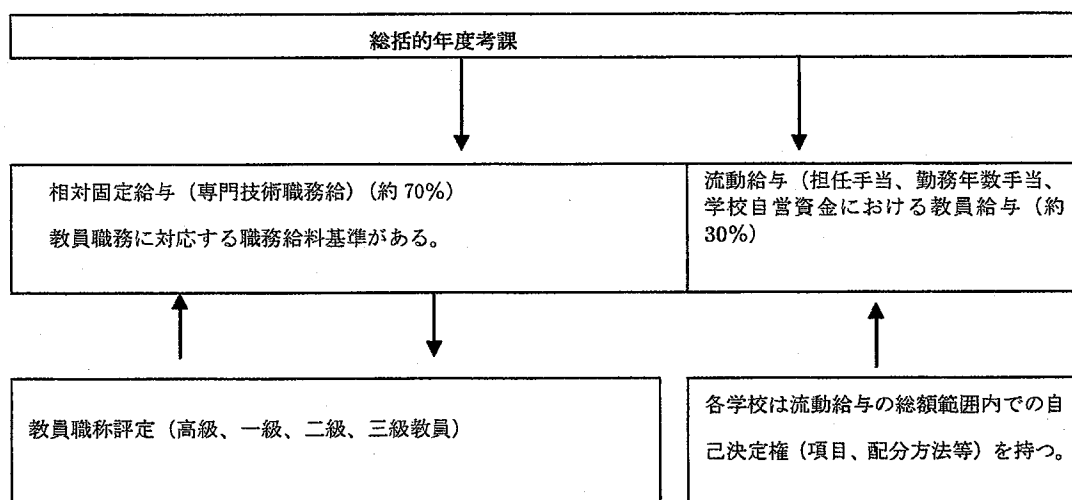 総括的年度考課
相対固定給与（専門技術職務給）（約 70%）
教員職務に対応する職務給料基準がある。
流動給与（担任手当、勤務年数手当、
学校自営資金における教員給与（約
30%）
教員職称評定（高級、一級、二級、三級教員）
各学校は流動給与の総額範囲内での自
己決定権（項目、配分方法等）を持つ。